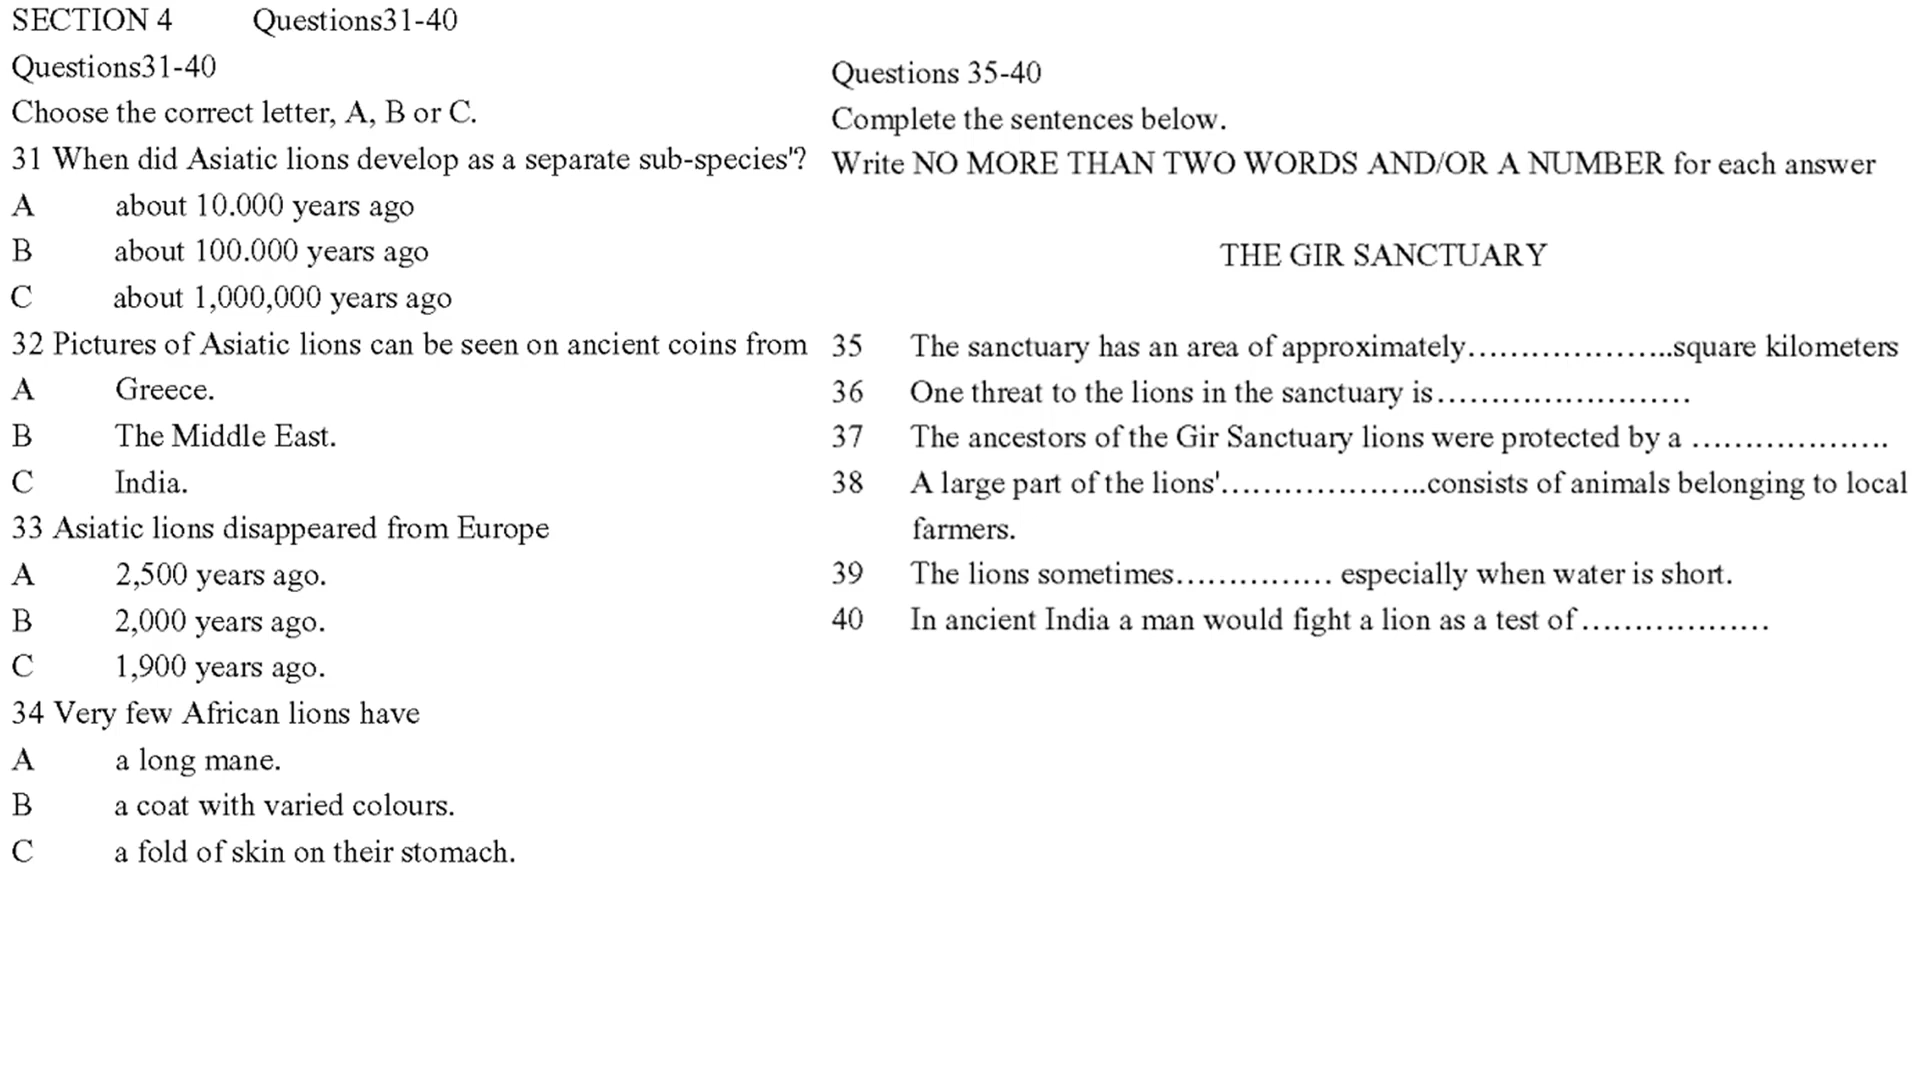 SECTION 4 Questions31-40
Questions31-40
Choose the correct letter, A, B or C.
31 When did Asiatic lions develop as a separate sub-species'?
A about 10.000 years ago
B about 100.000 years ago
C about 1,000,000 years ago
32 Pictures of Asiatic lions can be seen on ancient coins from
A Greece.
B The Middle East.
C India.
33 Asiatic lions disappeared from Europe
A 2,500 years ago.
B 2,000 years ago.
C 1,900 years ago.
34 Very few African lions have
A a long mane.
B a coat with varied colours.
C a fold of skin on their stomach.
Questions 35-40
Complete the sentences below.
Write NO MORE THAN TWO WORDS AND/OR A NUMBER for each answer
THE GIR SANCTUARY
35 The sanctuary has an area of approximately…………………..square kilometers
36 One threat to the lions in the sanctuary is……………………
37 The ancestors of the Gir Sanctuary lions were protected by a ……………….
38 A large part of the lions'…………………..consists of animals belonging to local
farmers.
39 The lions sometimes…………… especially when water is short.
40 In ancient India a man would fight a lion as a test of………………